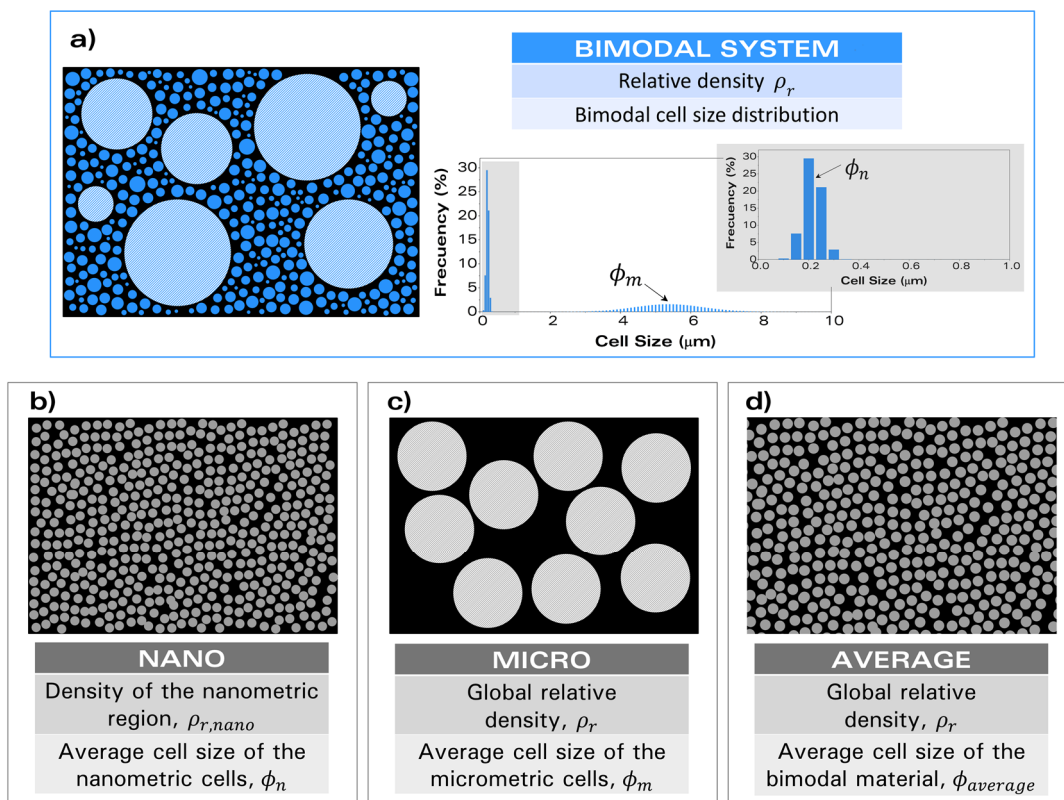 a)
BIMODAL SYSTEM
Relative density ρr
Bimodal cell size distribution
Frecuency (%)
30
25
20
15
10
5
0
0
2
4
6
8
10
Cell Size (μm)
ϕm
Frecuency (%)
30
25
20
15
10
5
0
0.0
0.2
0.4
0.6
0.8
1.0
Cell Size (μm)
ϕn
b)
NANO
Density of the nanometric
region, ρr,nano
Average cell size of the
nanometric cells, ϕn
c)
MICRO
Global relative
density, ρr
Average cell size of the
micrometric cells, ϕm
d)
AVERAGE
Global relative
density, ρr
Average cell size of the
bimodal material, ϕaverage